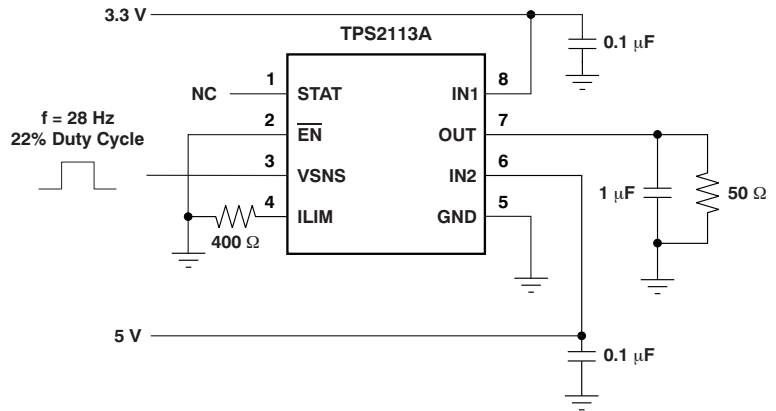 3.3 V
TPS2113A
0.1 μF
NC
1
STAT
8
IN1
f = 28 Hz
22% Duty Cycle
2
EN
7
OUT
3
VSNS
6
IN2
4
ILIM
5
GND
400 Ω
1 μF
50 Ω
5 V
0.1 μF